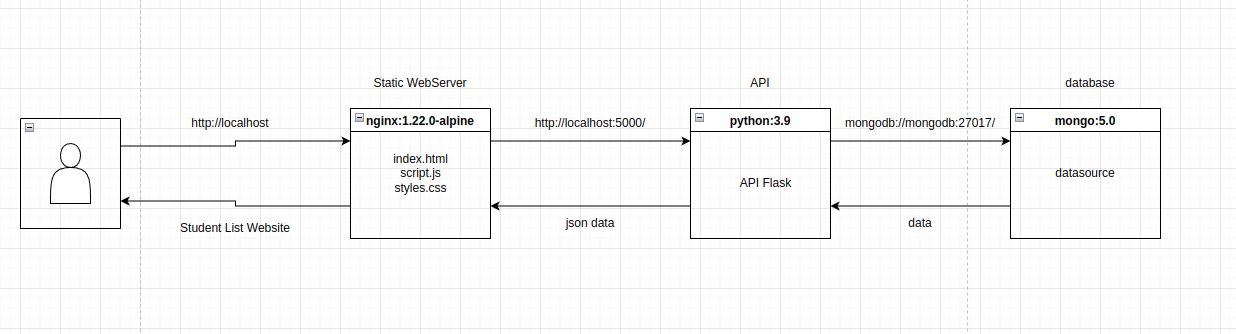 Static WebServer
API
database
http://localhost
nginx:1.22.0-alpine
http://localhost:5000/
python:3.9
mongodb://mongodb:27017/
mongo:5.0
index.html
script.js
styles.css
API Flask
datasource
Student List Website
json data
data